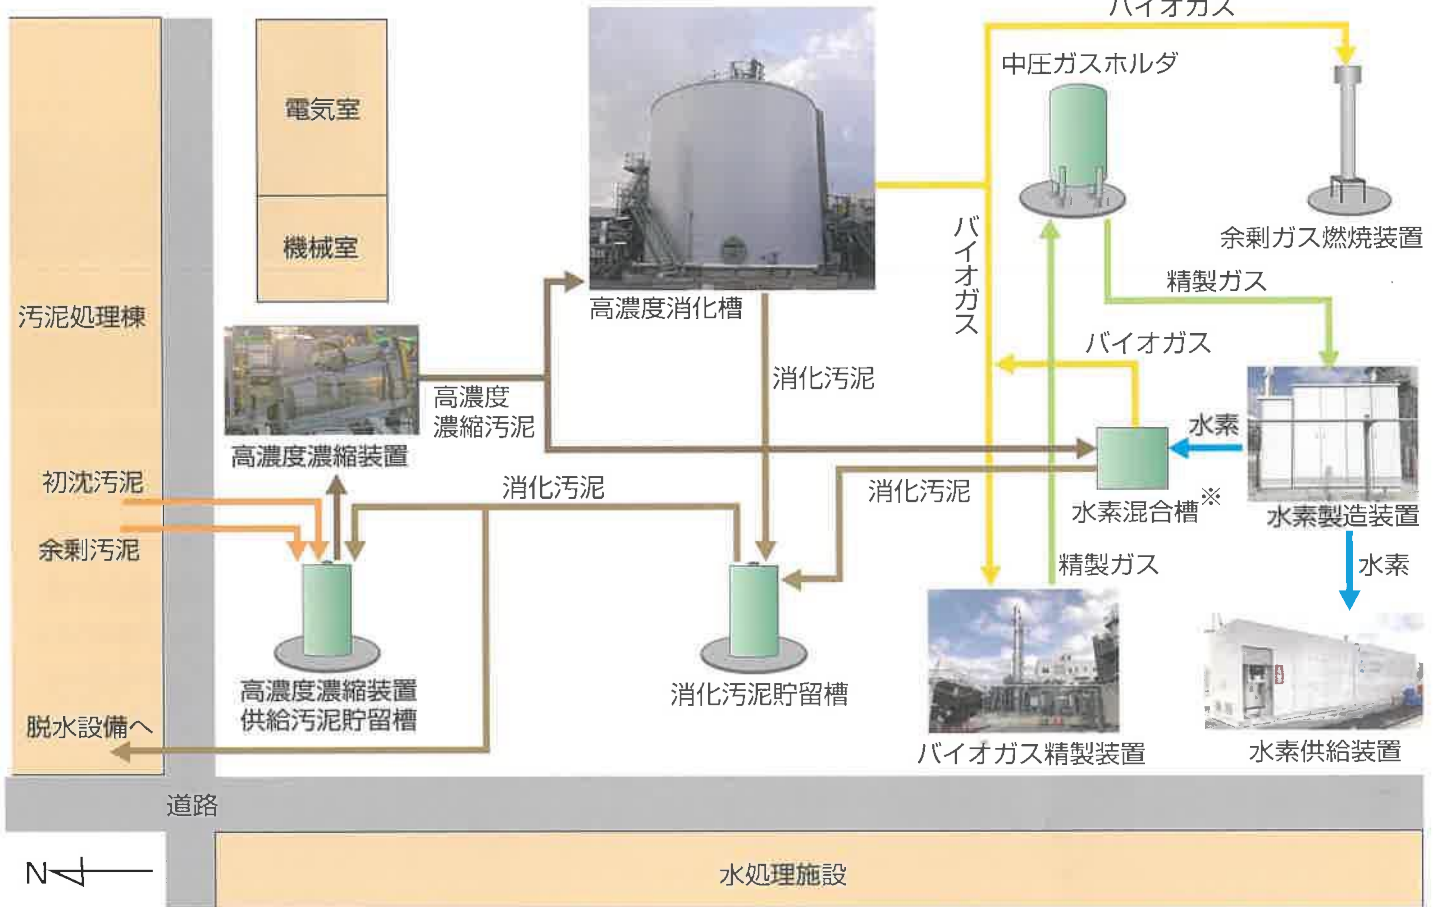 バイオガス
電気室
中圧ガスホルダ
機械室
バイオガス
余剰ガス燃焼装置
精製ガス
汚泥処理棟
高濃度消化槽
バイオガス
消化汚泥
高濃度
濃縮汚泥
水素
高濃度濃縮装置
初沈汚泥
消化汚泥
消化汚泥
水素混合槽※
水素製造装置
余剰汚泥
精製ガス
水素
高濃度濃縮装置
供給汚泥貯留槽
消化汚泥貯留槽
脱水設備へ
バイオガス精製装置
水素供給装置
道路
N
水処理施設